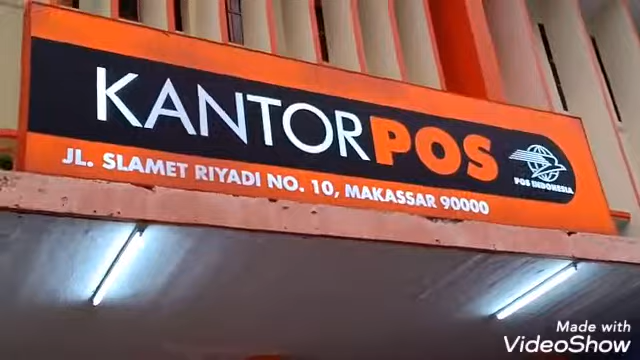 KANTORPOS
POS INDONESIA
JL. SLAMET RIYADI NO. 10, MAKASSAR 90000
Made with
VideoShow